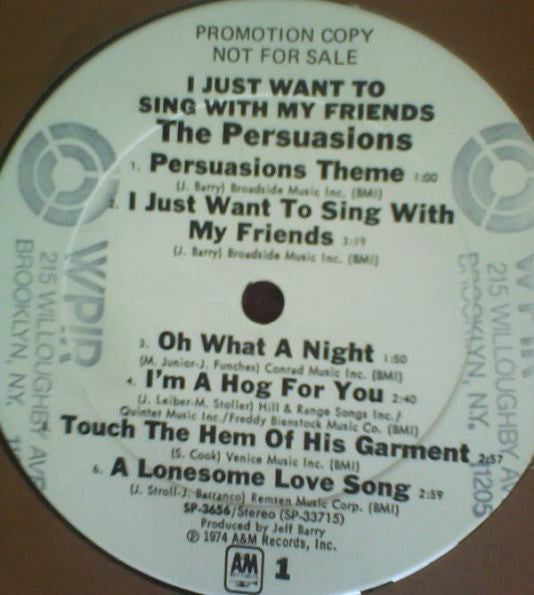 PROMOTION COPY
NOT FOR SALE
I JUST WANT TO
SING WITH MY FRIENDS
The Persuasions
1. Persuasions Theme 1:00
(J. Barry) Broadside Music Inc. (BMI)
2. I Just Want To Sing With
My Friends 3:19
(J. Barry) Broadside Music Inc. (BMI)
3. Oh What A Night 1:50
(M. Junior-J. Funches) Conrad Music Inc. (BMI)
4. I'm A Hog For You 2:40
(J. Leiber-M. Stoller) Hill & Range Songs Inc./
Quintet Music Inc./Freddy Bienstock Music Co. (BMI)
Touch The Hem Of His Garment 2:57
(S. Cook) Venice Music Inc. (BMI)
6. A Lonesome Love Song 2:59
(J. Stroll-J. Barranco) Remsen Music Corp. (BMI)
SP-3656/Stereo (SP-33715)
Produced by Jeff Barry
℗ 1974 A&M Records, Inc.
AM
1
215 WILLOUGHBY AVE
BROOKLYN, N.Y.
215 WILLOUGHBY AV
BROOKLYN, N.Y. 11205